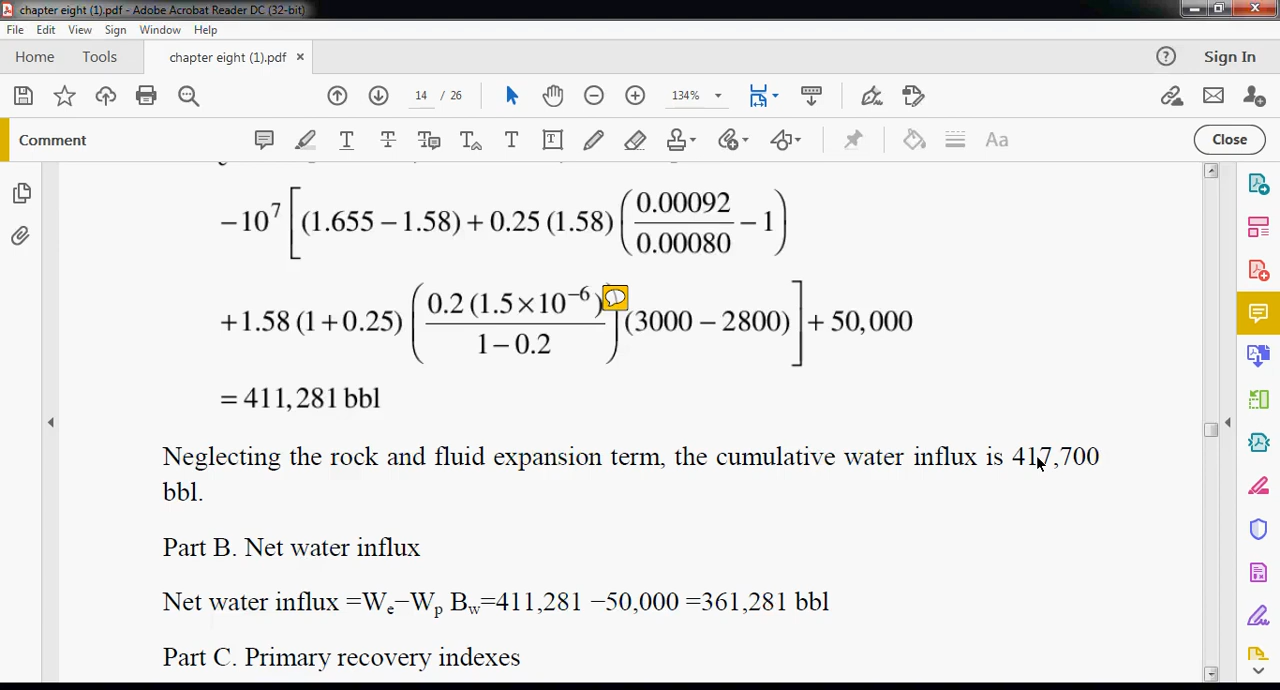 chapter eight (1).pdf - Adobe Acrobat Reader DC (32-bit)
File Edit View Sign Window Help
Home Tools chapter eight (1).pdf × Sign In
14 / 26 134%
Comment Close
−10⁷ [(1.655 − 1.58) + 0.25 (1.58) (0.00092/0.00080 − 1)
+1.58 (1 + 0.25) (0.2 (1.5×10⁻⁶)/1 − 0.2) (3000 − 2800)] + 50,000
= 411,281 bbl
Neglecting the rock and fluid expansion term, the cumulative water influx is 417,700
bbl.
Part B. Net water influx
Net water influx =Wₑ−Wₚ B_w=411,281 −50,000 =361,281 bbl
Part C. Primary recovery indexes